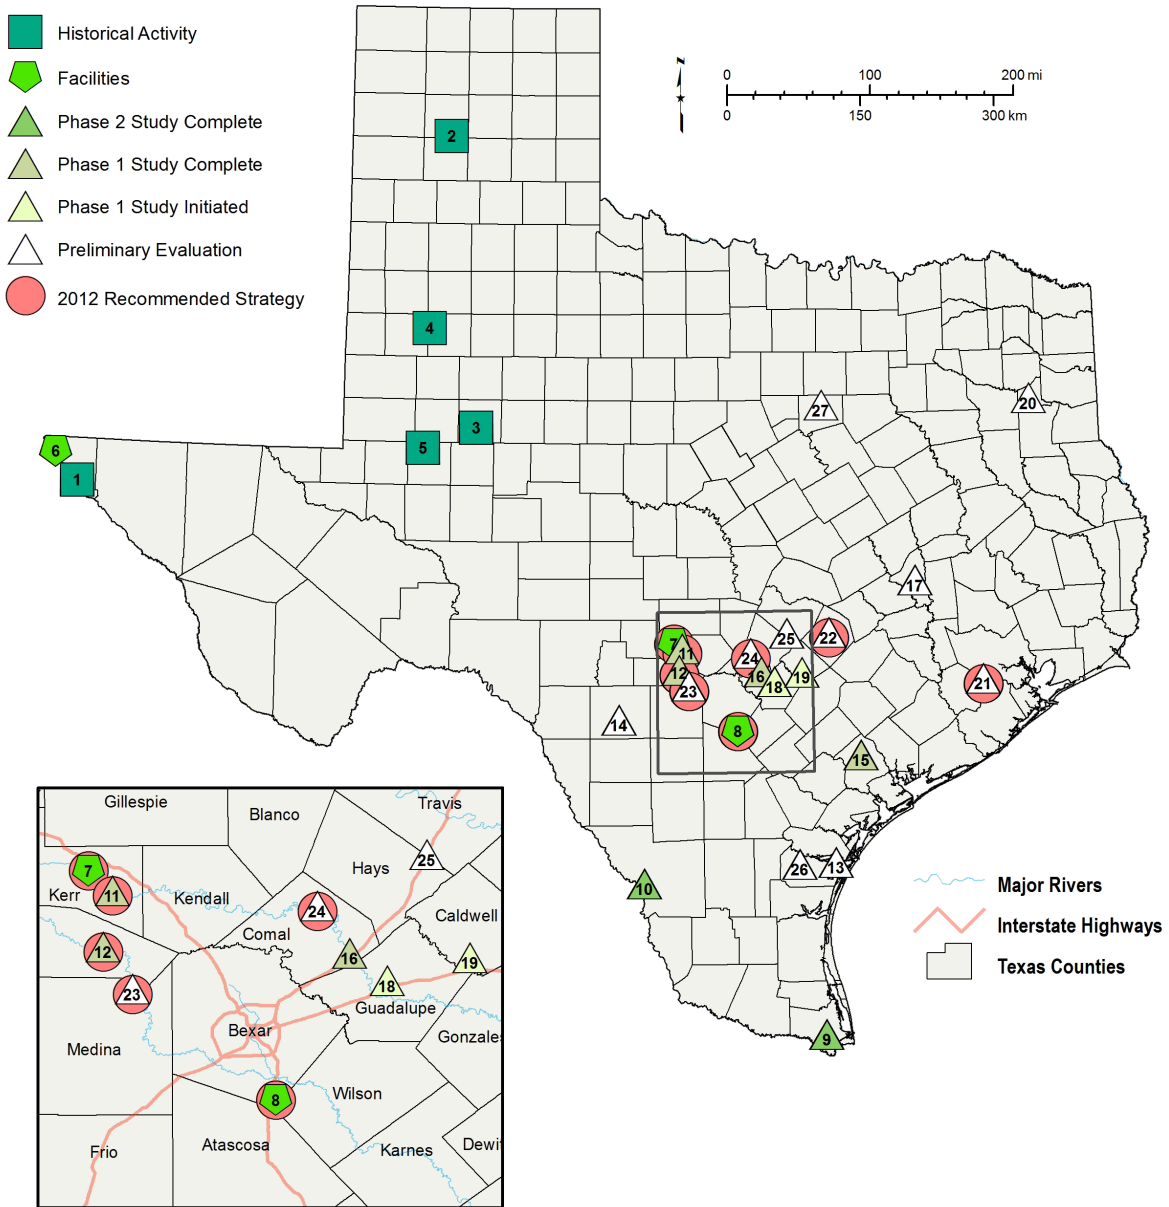 Historical Activity
Facilities
Phase 2 Study Complete
Phase 1 Study Complete
Phase 1 Study Initiated
Preliminary Evaluation
2012 Recommended Strategy
N
0 100 200 mi
0 150 300 km
2
4
3
5
6
1
27
20
17
7
11
12
23
24
25
22
16
18
19
21
14
8
15
10
26
13
9
Gillespie
Blanco
Travis
7
Kerr
11
Kendall
Hays
25
24
Comal
Caldwell
12
16
19
23
18
Guadalupe
Medina
Bexar
Gonzales
8
Wilson
Frio
Atascosa
Karnes
Dewi
Major Rivers
Interstate Highways
Texas Counties